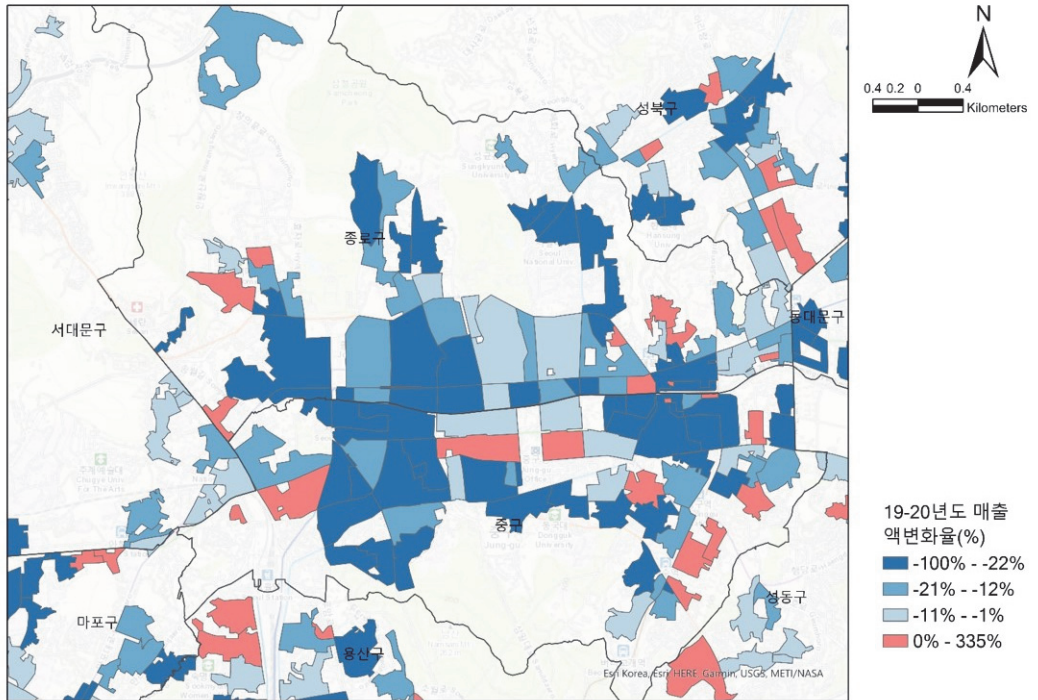 N
0.4 0.2 0 0.4
Kilometers
성북구
종로구
서대문구
동대문구
중구
성동구
마포구
용산구
19-20년도 매출
액변화율(%)
-100% - -22%
-21% - -12%
-11% - -1%
0% - 335%
Esri Korea, Esri, HERE, Garmin, USGS, METI/NASA